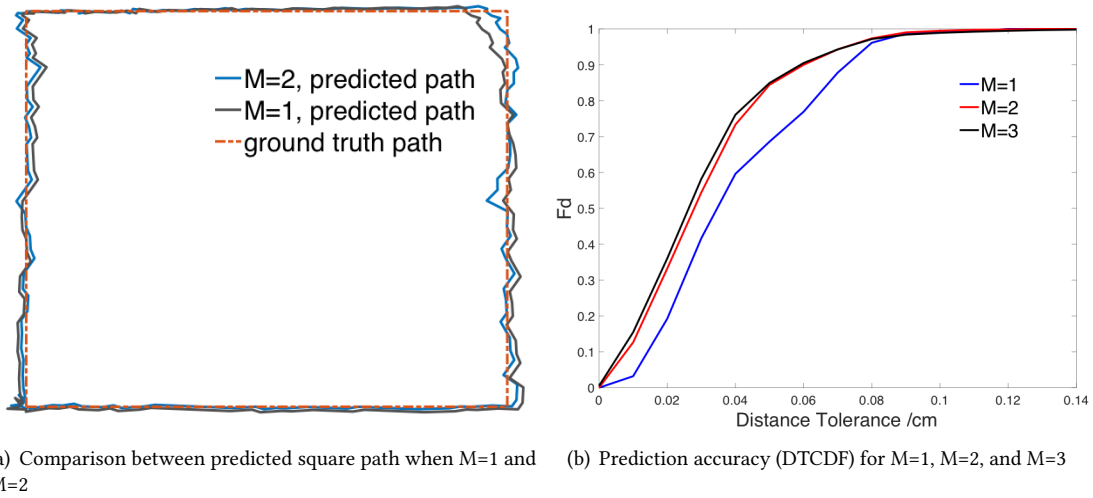 M=2, predicted path
M=1, predicted path
ground truth path
1
0.9
0.8
0.7
0.6
0.5
0.4
0.3
0.2
0.1
0
Fd
M=1
M=2
M=3
0 0.02 0.04 0.06 0.08 0.1 0.12 0.14
Distance Tolerance /cm
a) Comparison between predicted square path when M=1 and
M=2
(b) Prediction accuracy (DTCDF) for M=1, M=2, and M=3